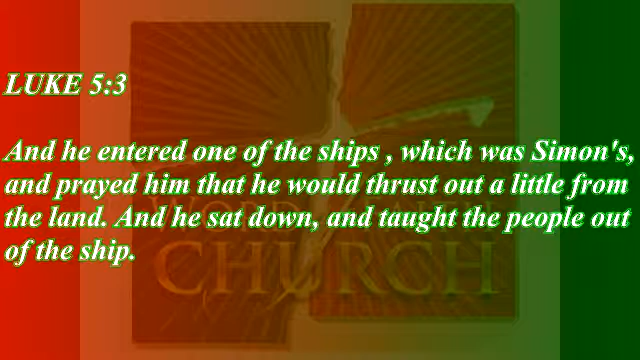 LUKE 5:3
And he entered one of the ships , which was Simon's,
and prayed him that he would thrust out a little from
the land. And he sat down, and taught the people out
of the ship.
WORD
CHURCH